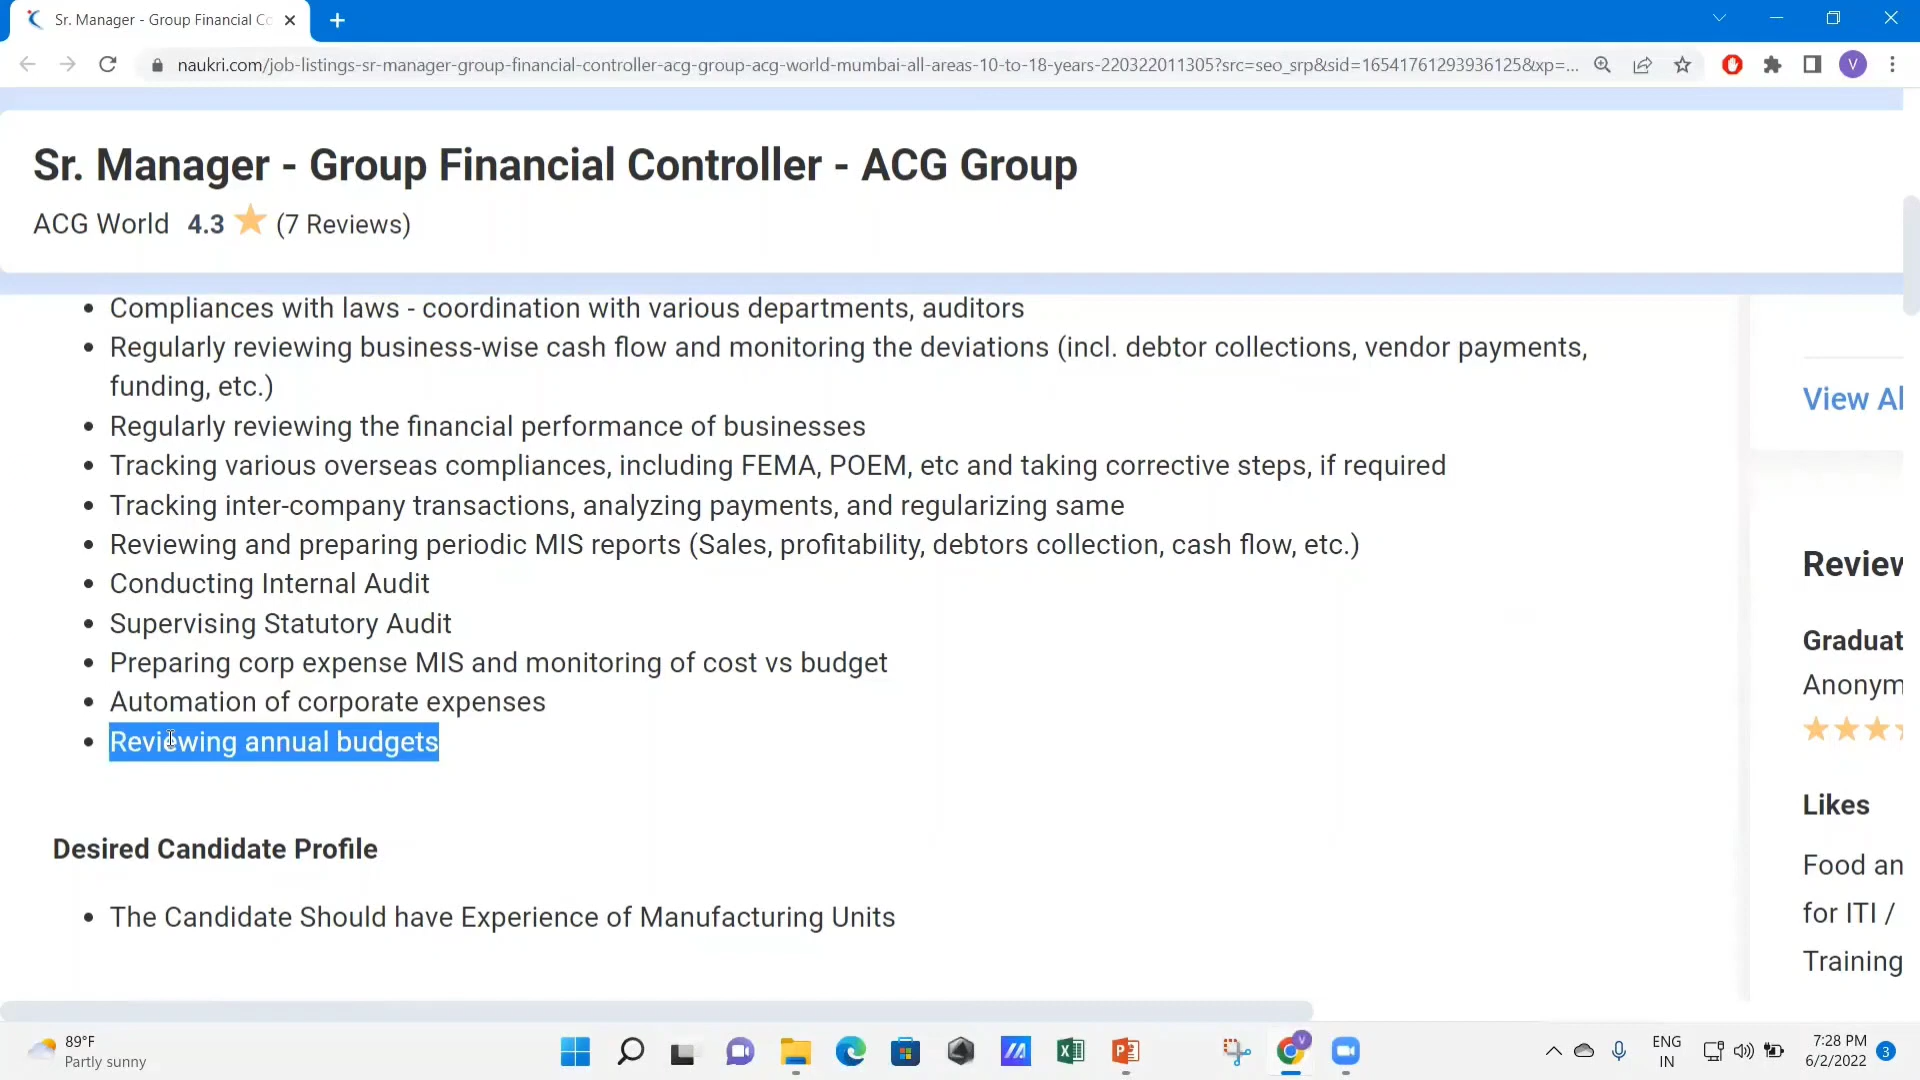 Sr. Manager - Group Financial Co
naukri.com/job-listings-sr-manager-group-financial-controller-acg-group-acg-world-mumbai-all-areas-10-to-18-years-220322011305?src=seo_srp&sid=16541761293936125&xp=...
V
Sr. Manager - Group Financial Controller - ACG Group
ACG World 4.3 (7 Reviews)
• Compliances with laws - coordination with various departments, auditors
• Regularly reviewing business-wise cash flow and monitoring the deviations (incl. debtor collections, vendor payments,
funding, etc.)
• Regularly reviewing the financial performance of businesses
• Tracking various overseas compliances, including FEMA, POEM, etc and taking corrective steps, if required
• Tracking inter-company transactions, analyzing payments, and regularizing same
• Reviewing and preparing periodic MIS reports (Sales, profitability, debtors collection, cash flow, etc.)
• Conducting Internal Audit
• Supervising Statutory Audit
• Preparing corp expense MIS and monitoring of cost vs budget
• Automation of corporate expenses
• Reviewing annual budgets
Desired Candidate Profile
• The Candidate Should have Experience of Manufacturing Units
View Al
Review
Graduat
Anonym
Likes
Food an
for ITI /
Training
89°F
Partly sunny
ENG
IN
7:28 PM
6/2/2022
3